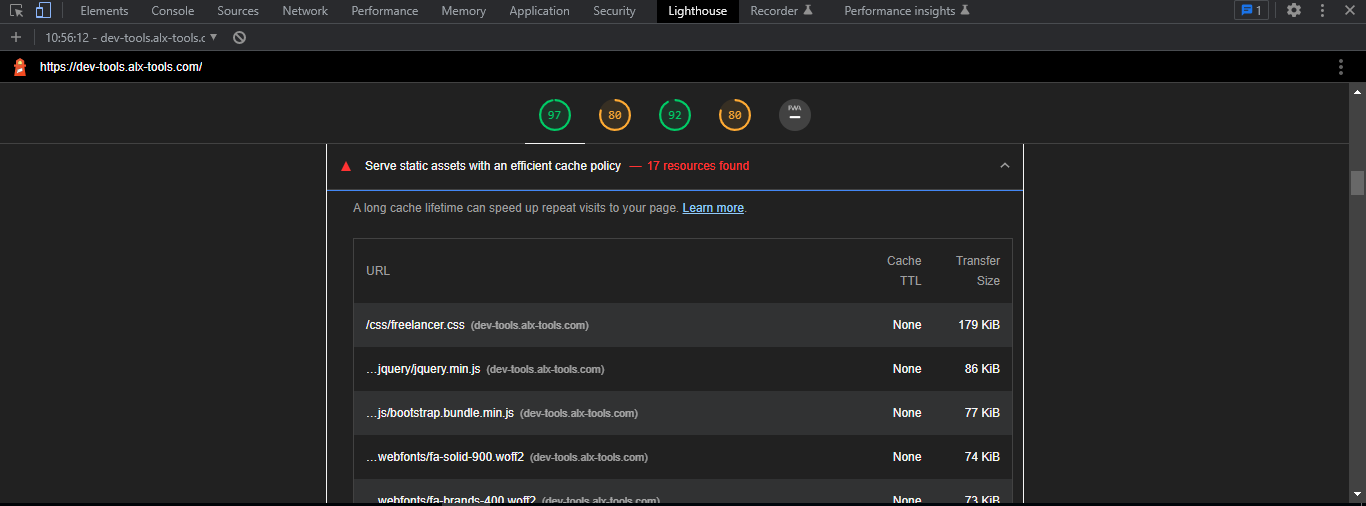 Elements Console Sources Network Performance Memory Application Security Lighthouse Recorder Performance insights 1
10:56:12 - dev-tools.alx-tools.c
https://dev-tools.alx-tools.com/
97 80 92 80 PWA
Serve static assets with an efficient cache policy — 17 resources found
A long cache lifetime can speed up repeat visits to your page. Learn more.
URL Cache TTL Transfer Size
/css/freelancer.css (dev-tools.alx-tools.com) None 179 KiB
…jquery/jquery.min.js (dev-tools.alx-tools.com) None 86 KiB
…js/bootstrap.bundle.min.js (dev-tools.alx-tools.com) None 77 KiB
…webfonts/fa-solid-900.woff2 (dev-tools.alx-tools.com) None 74 KiB
…webfonts/fa-brands-400.woff2 (dev-tools.alx-tools.com) None 73 KiB